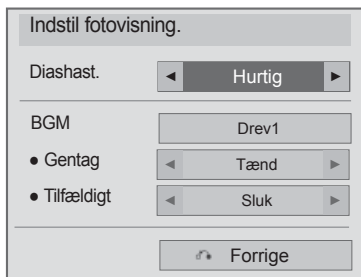 Indstil fotovisning.
Diashast. ◄ Hurtig ►
BGM Drev1
● Gentag ◄ Tænd ►
● Tilfældigt ◄ Sluk ►
Forrige